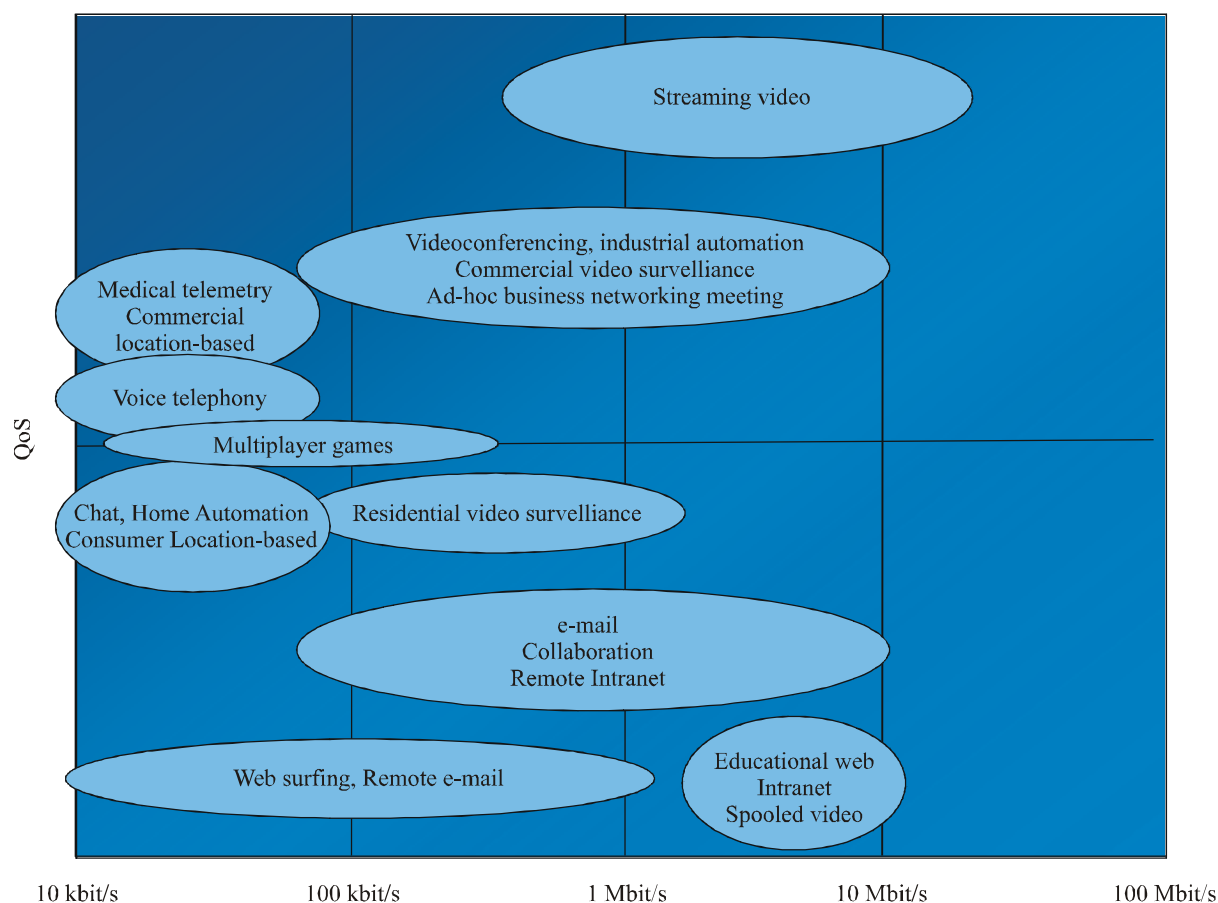 Streaming video
Videoconferencing, industrial automation
Commercial video survelliance
Ad-hoc business networking meeting
Medical telemetry
Commercial
location-based
Voice telephony
QoS
Multiplayer games
Chat, Home Automation
Consumer Location-based
Residential video survelliance
e-mail
Collaboration
Remote Intranet
Web surfing, Remote e-mail
Educational web
Intranet
Spooled video
10 kbit/s
100 kbit/s
1 Mbit/s
10 Mbit/s
100 Mbit/s